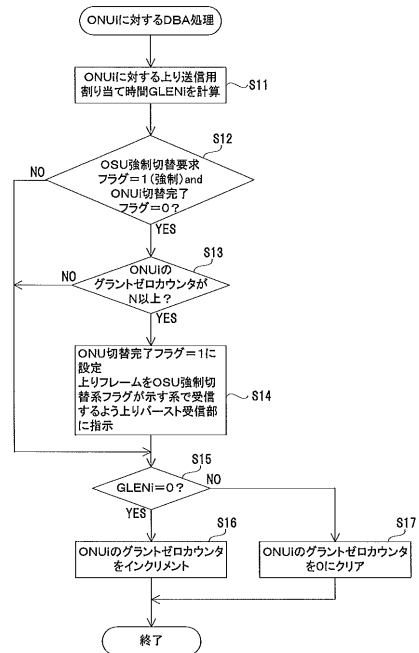 ONUiに対するDBA処理
ONUiに対する上り送信用
割り当て時間GLENiを計算
S11
S12
OSU強制切替要求
フラグ=1(強制)and
ONUi切替完了
フラグ=0?
NO
YES
S13
ONUiの
グラントゼロカウンタが
N以上?
NO
YES
ONU切替完了フラグ=1に
設定
上りフレームをOSU強制切
替系フラグが示す系で受信
するよう上りバースト受信部
に指示
S14
S15
GLENi=0?
NO
YES
S16
ONUiのグラントゼロカウンタ
をインクリメント
S17
ONUiのグラントゼロカウンタ
を0にクリア
終了